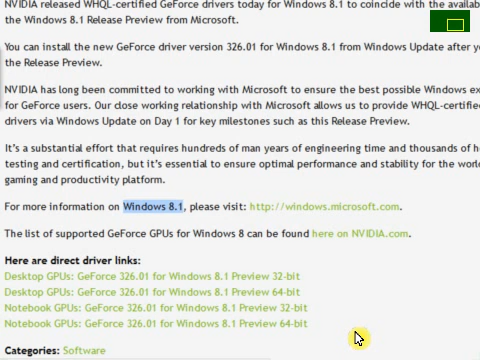 NVIDIA released WHQL-certified GeForce drivers today for Windows 8.1 to coincide with the
the Windows 8.1 Release Preview from Microsoft.
You can install the new GeForce driver version 326.01 for Windows 8.1 from Windows Update after
the Release Preview.
NVIDIA has long been committed to working with Microsoft to ensure the best possible Windows
for GeForce users. Our close working relationship with Microsoft allows us to provide
drivers via Windows Update on Day 1 for key milestones such as this Release Preview.
It's a substantial effort that requires hundreds of man years of engineering time and thousands of
testing and certification, but it's essential to ensure optimal performance and stability for the
gaming and productivity platform.
For more information on Windows 8.1, please visit: http://windows.microsoft.com.
The list of supported GeForce GPUs for Windows 8 can be found here on NVIDIA.com.
Here are direct driver links:
Desktop GPUs: GeForce 326.01 for Windows 8.1 Preview 32-bit
Desktop GPUs: GeForce 326.01 for Windows 8.1 Preview 64-bit
Notebook GPUs: GeForce 326.01 for Windows 8.1 Preview 32-bit
Notebook GPUs: GeForce 326.01 for Windows 8.1 Preview 64-bit
Categories: Software